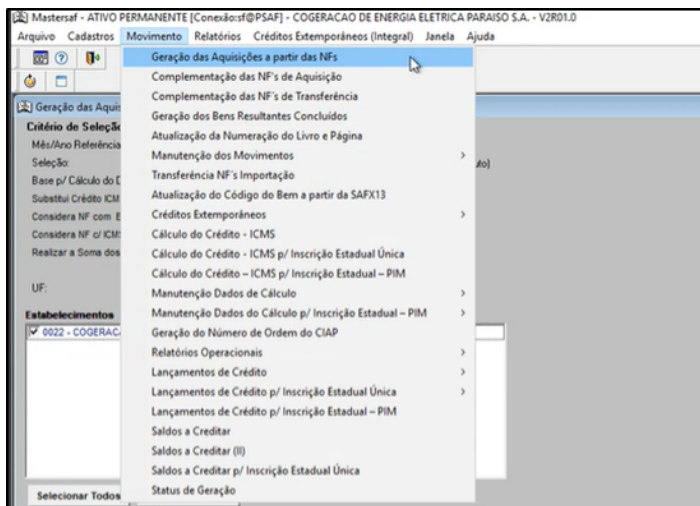 Mastersaf - ATIVO PERMANENTE [Conexão:sf@PSAF] - COGERACAO DE ENERGIA ELETRICA PARAISO S.A. - V2R01.0
Arquivo Cadastros Movimento Relatórios Créditos Extemporâneos (Integral) Janela Ajuda
Geração das Aquis
Critério de Seleção
Mês/Ano Referência
Seleção:
Base p/ Cálculo do D
Substitui Crédito ICM
Considera NF com E
Considera NF c/ ICM
Realizar a Soma dos
UF:
Estabelecimentos
0022 - COGERAC
Selecionar Todos
Geração das Aquisições a partir das NFs
Complementação das NF's de Aquisição
Complementação das NF's de Transferência
Geração dos Bens Resultantes Concluídos
Atualização da Numeração do Livro e Página
Manutenção dos Movimentos
Transferência NF's Importação
Atualização do Código do Bem a partir da SAFX13
Créditos Extemporâneos
Cálculo do Crédito - ICMS
Cálculo do Crédito - ICMS p/ Inscrição Estadual Única
Cálculo do Crédito – ICMS p/ Inscrição Estadual – PIM
Manutenção Dados de Cálculo
Manutenção Dados do Cálculo p/ Inscrição Estadual – PIM
Geração do Número de Ordem do CIAP
Relatórios Operacionais
Lançamentos de Crédito
Lançamentos de Crédito p/ Inscrição Estadual Única
Lançamentos de Crédito p/ Inscrição Estadual – PIM
Saldos a Creditar
Saldos a Creditar (II)
Saldos a Creditar p/ Inscrição Estadual Única
Status de Geração